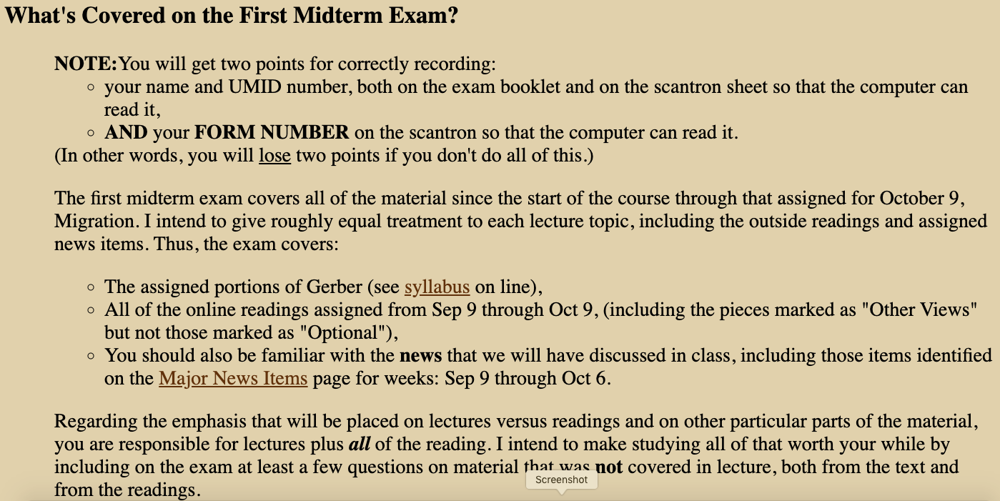 What's Covered on the First Midterm Exam?
NOTE:You will get two points for correctly recording:
your name and UMID number, both on the exam booklet and on the scantron sheet so that the computer can
read it,
AND your FORM NUMBER on the scantron so that the computer can read it.
(In other words, you will lose two points if you don't do all of this.)
The first midterm exam covers all of the material since the start of the course through that assigned for October 9,
Migration. I intend to give roughly equal treatment to each lecture topic, including the outside readings and assigned
news items. Thus, the exam covers:
The assigned portions of Gerber (see syllabus on line),
All of the online readings assigned from Sep 9 through Oct 9, (including the pieces marked as "Other Views"
but not those marked as "Optional"),
You should also be familiar with the news that we will have discussed in class, including those items identified
on the Major News Items page for weeks: Sep 9 through Oct 6.
Regarding the emphasis that will be placed on lectures versus readings and on other particular parts of the material,
you are responsible for lectures plus all of the reading. I intend to make studying all of that worth your while by
including on the exam at least a few questions on material that was not covered in lecture, both from the text and
Screenshot
from the readings.